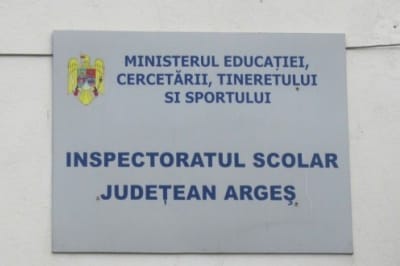 MINISTERUL EDUCAȚIEI,
CERCETĂRII, TINERETULUI
SI SPORTULUI
INSPECTORATUL SCOLAR
JUDEȚEAN ARGEȘ